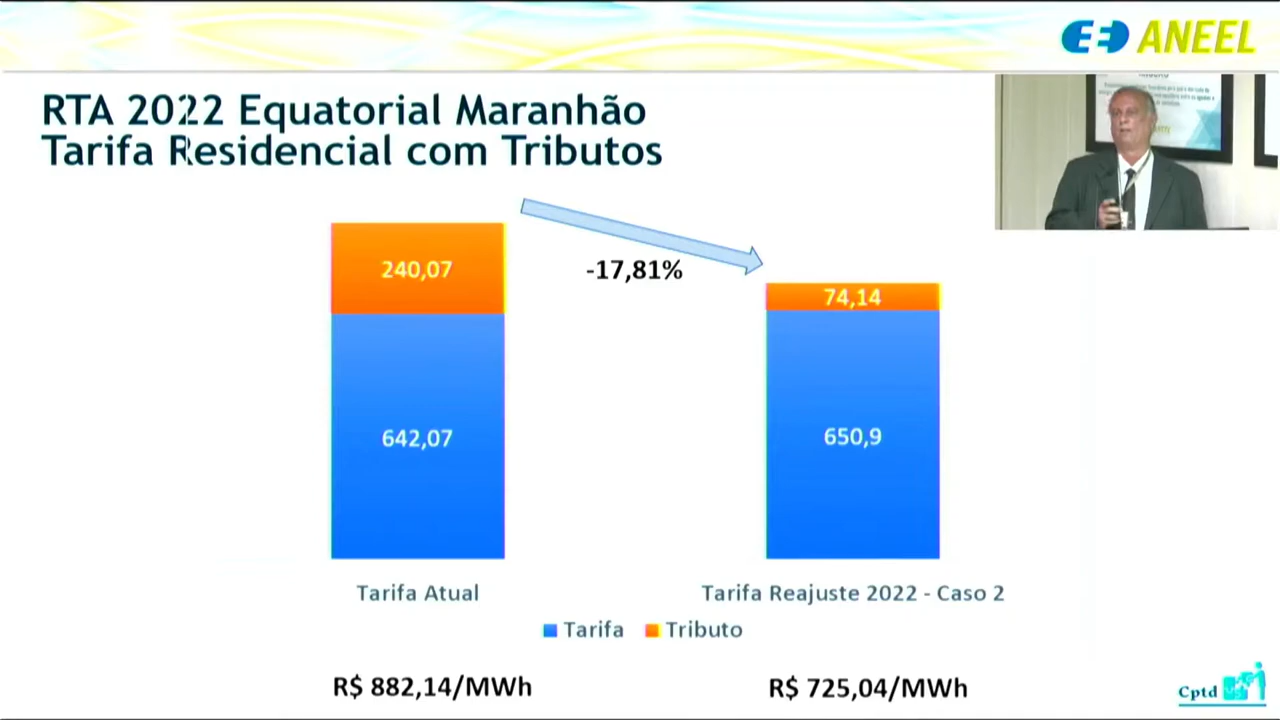 ANEEL
RTA 2022 Equatorial Maranhão
Tarifa Residencial com Tributos
240,07
-17,81%
74,14
642,07
650,9
Tarifa Atual
Tarifa Reajuste 2022 - Caso 2
Tarifa
Tributo
R$ 882,14/MWh
R$ 725,04/MWh
Cptd